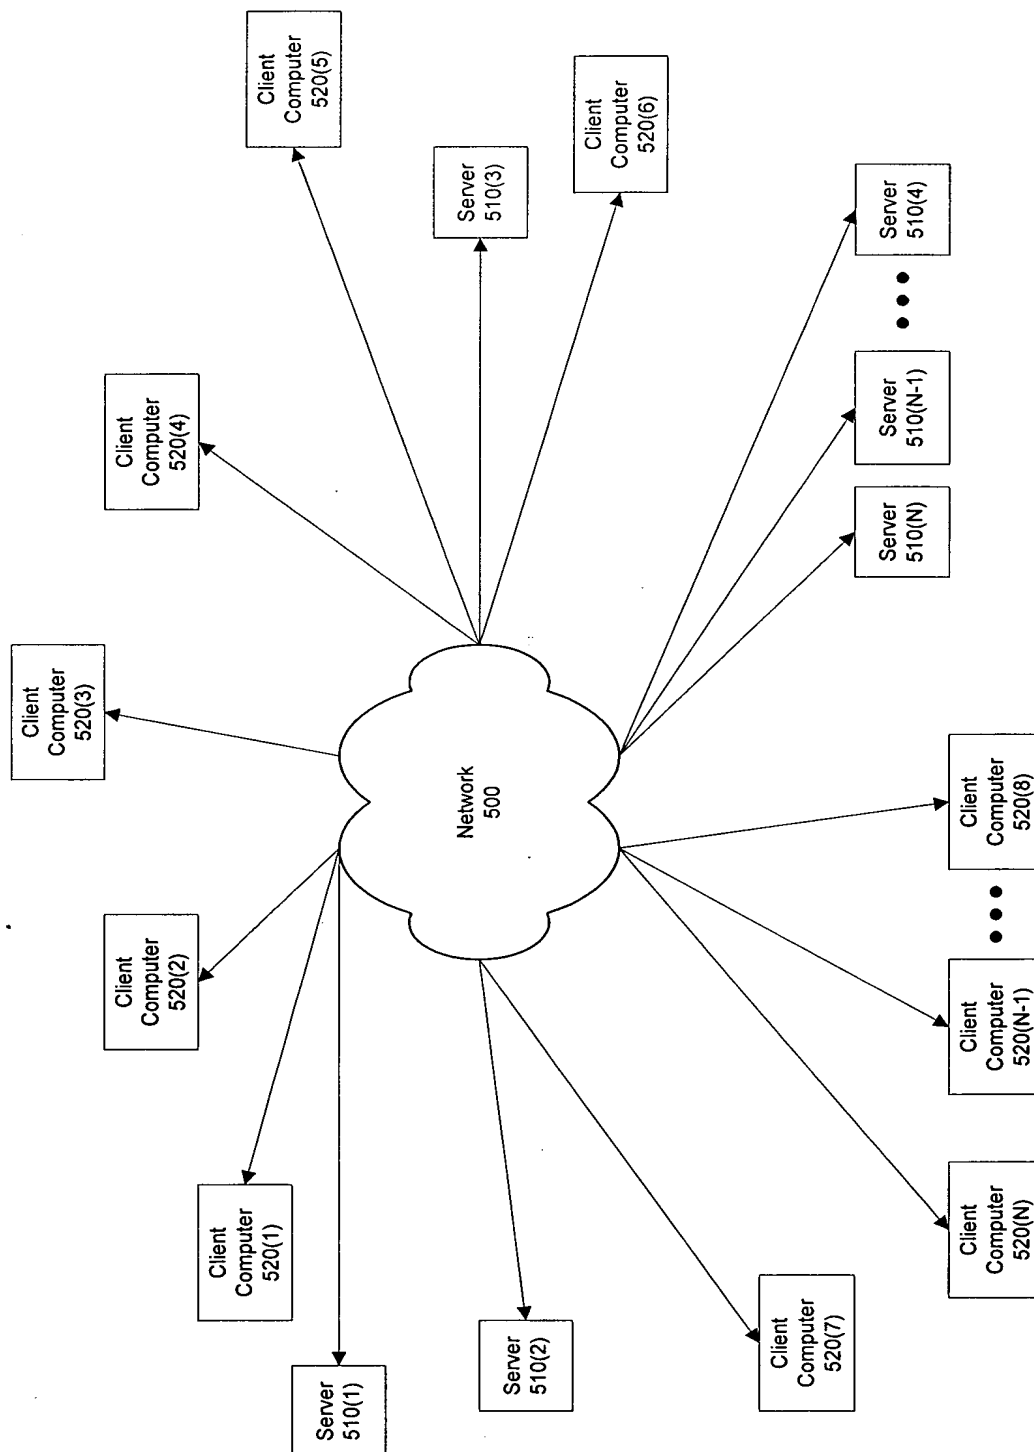 Client
Computer
520(3)
Client
Computer
520(2)
Client
Computer
520(4)
Client
Computer
520(1)
Client
Computer
520(5)
Server
510(1)
Network
500
Server
510(3)
Server
510(2)
Client
Computer
520(6)
Client
Computer
520(7)
Server
510(N)
Server
510(N-1)
Server
510(4)
Client
Computer
520(N)
Client
Computer
520(N-1)
Client
Computer
520(8)